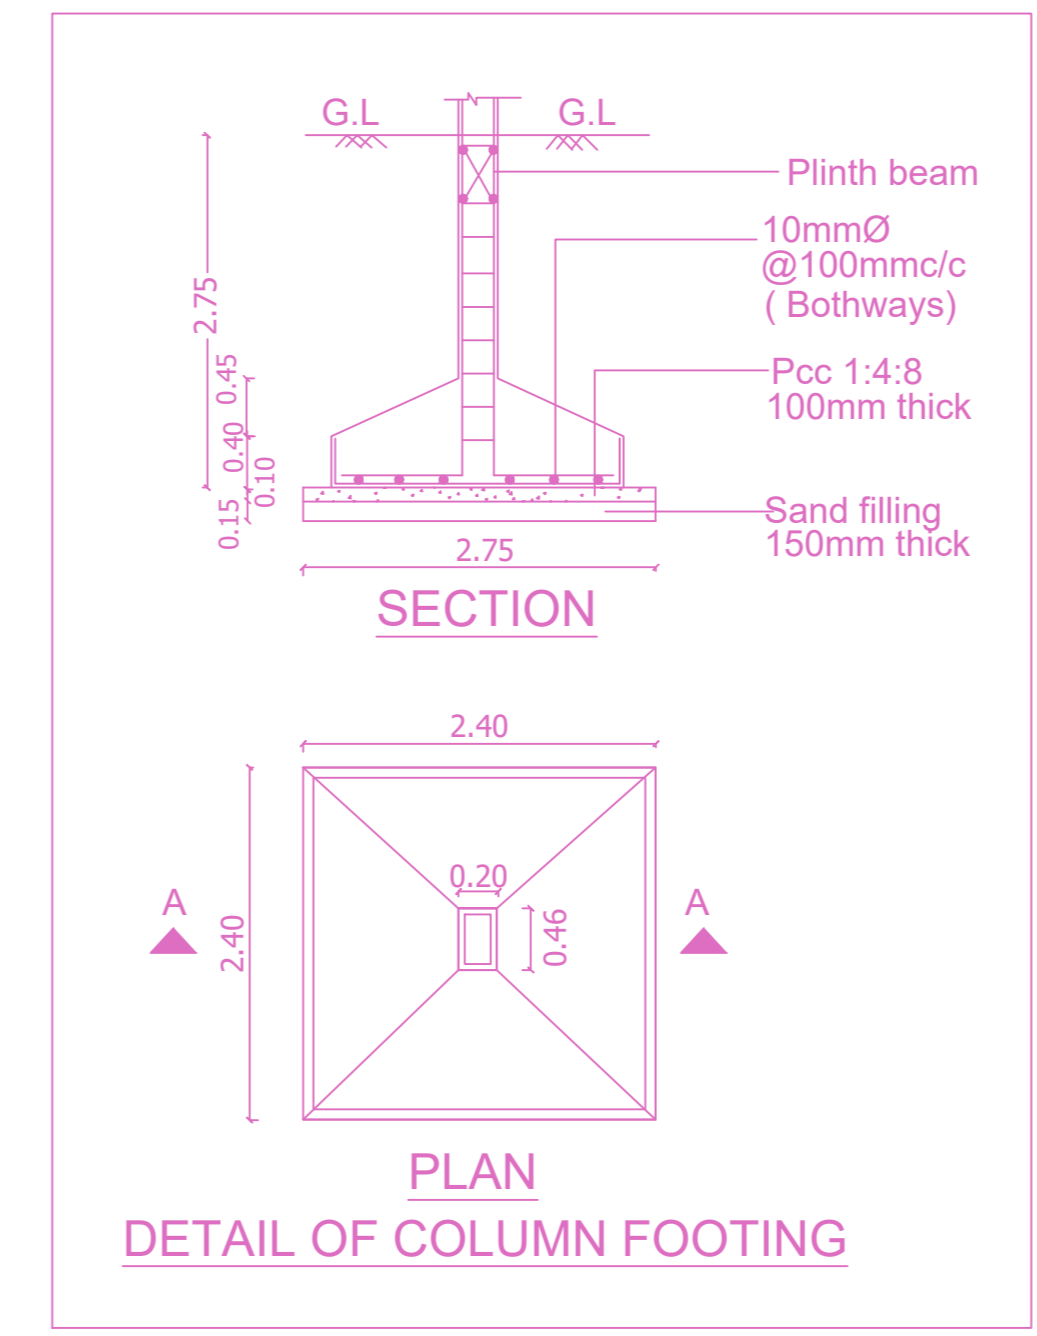 G.L
G.L
Plinth beam
10mmØ
@100mmc/c
( Bothways)
2.75
0.45
Pcc 1:4:8
100mm thick
0.40
0.10
0.15
Sand filling
150mm thick
2.75
SECTION
2.40
0.20
A
A
2.40
0.46
PLAN
DETAIL OF COLUMN FOOTING